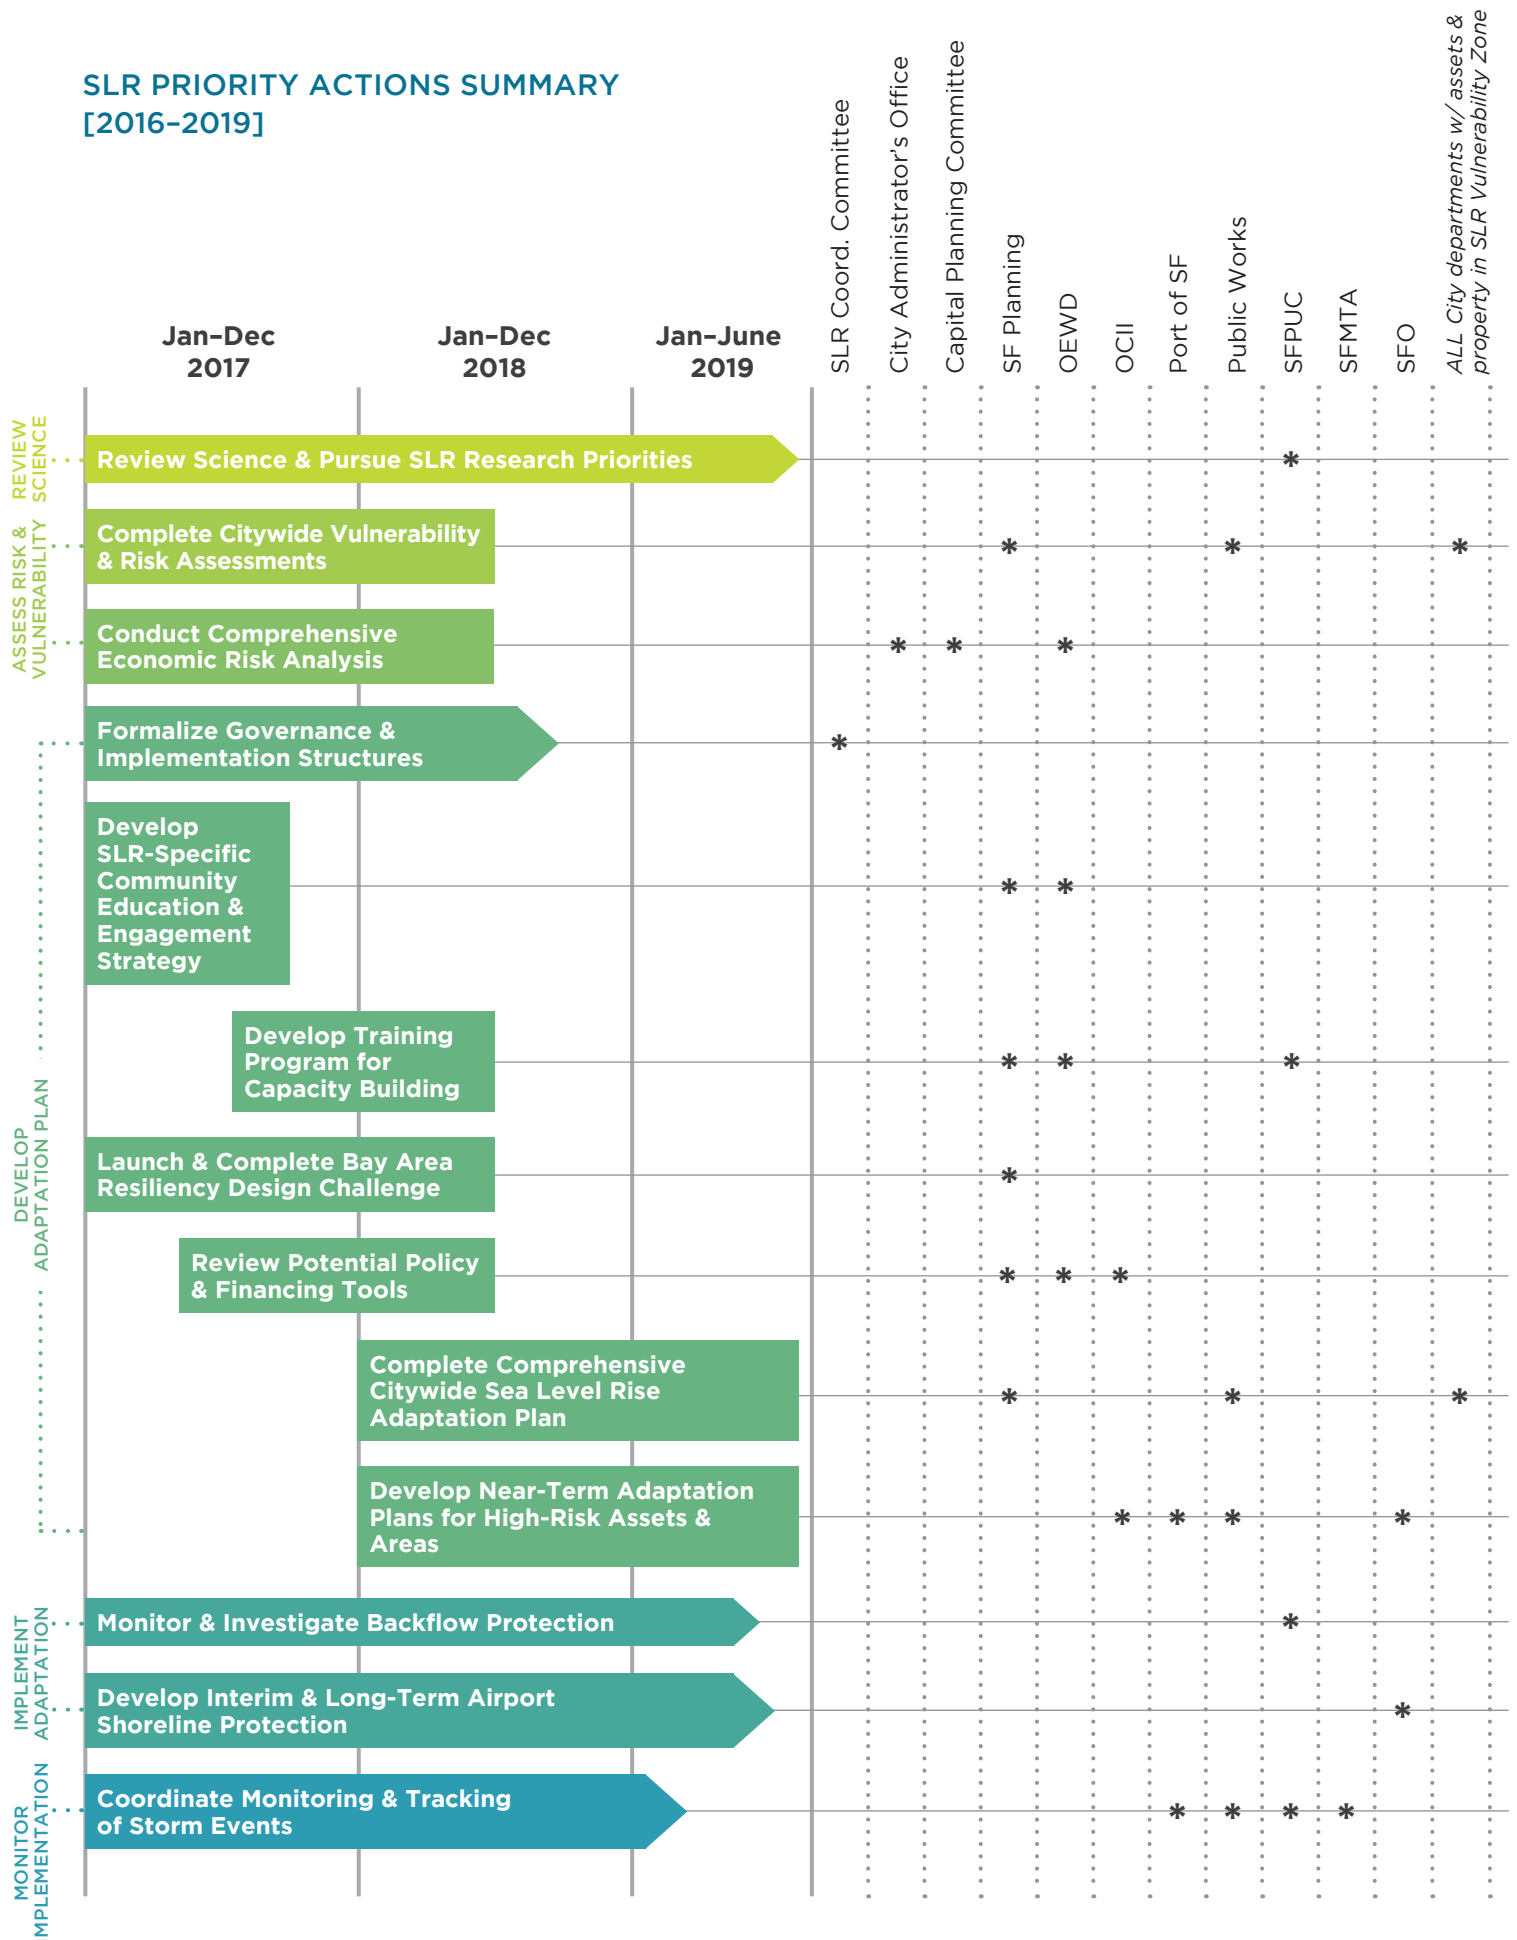 SLR PRIORITY ACTIONS SUMMARY
[2016–2019]
Jan–Dec
2017
Jan–Dec
2018
Jan–June
2019
SLR Coord. Committee
City Administrator's Office
Capital Planning Committee
SF Planning
OEWD
OCII
Port of SF
Public Works
SFPUC
SFMTA
SFO
ALL City departments w/ assets &
property in SLR Vulnerability Zone
REVIEW
SCIENCE
Review Science & Pursue SLR Research Priorities
*
ASSESS RISK &
VULNERABILITY
Complete Citywide Vulnerability
& Risk Assessments
* * *
Conduct Comprehensive
Economic Risk Analysis
* * *
DEVELOP
ADAPTATION PLAN
Formalize Governance &
Implementation Structures
*
Develop
SLR-Specific
Community
Education &
Engagement
Strategy
* *
Develop Training
Program for
Capacity Building
* * *
Launch & Complete Bay Area
Resiliency Design Challenge
*
Review Potential Policy
& Financing Tools
* * *
Complete Comprehensive
Citywide Sea Level Rise
Adaptation Plan
* * *
Develop Near-Term Adaptation
Plans for High-Risk Assets &
Areas
* * * *
IMPLEMENT
ADAPTATION
Monitor & Investigate Backflow Protection
*
Develop Interim & Long-Term Airport
Shoreline Protection
*
MONITOR
MPLEMENTATION
Coordinate Monitoring & Tracking
of Storm Events
* * * *